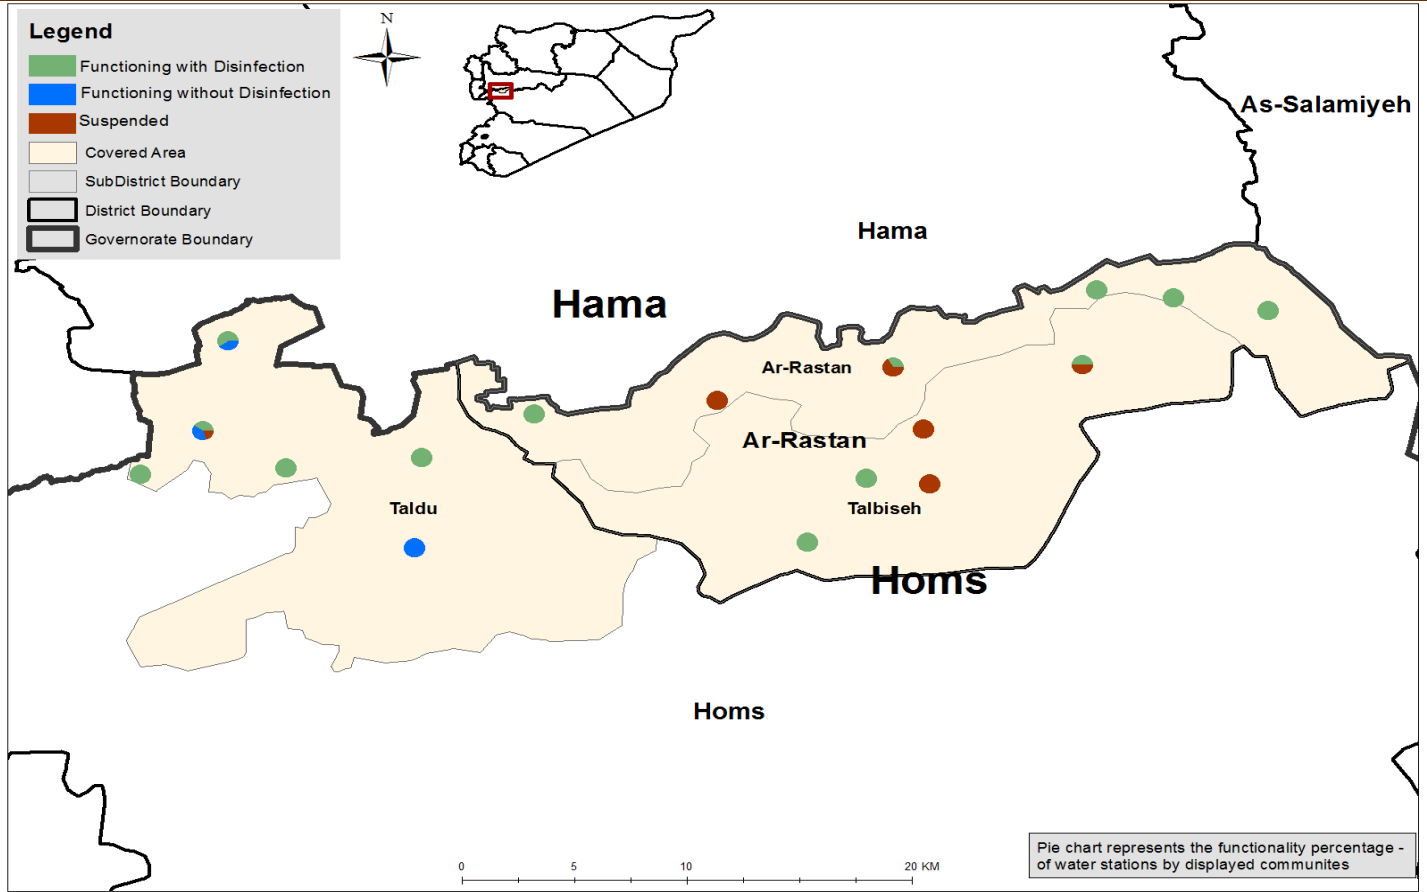 Legend
Functioning with Disinfection
Functioning without Disinfection
Suspended
Covered Area
SubDistrict Boundary
District Boundary
Governorate Boundary
N
As-Salamiyeh
Hama
Hama
Ar-Rastan
Ar-Rastan
Taldu
Talbiseh
Homs
Homs
Pie chart represents the functionality percentage -
of water stations by displayed communites
0 5 10 20 KM